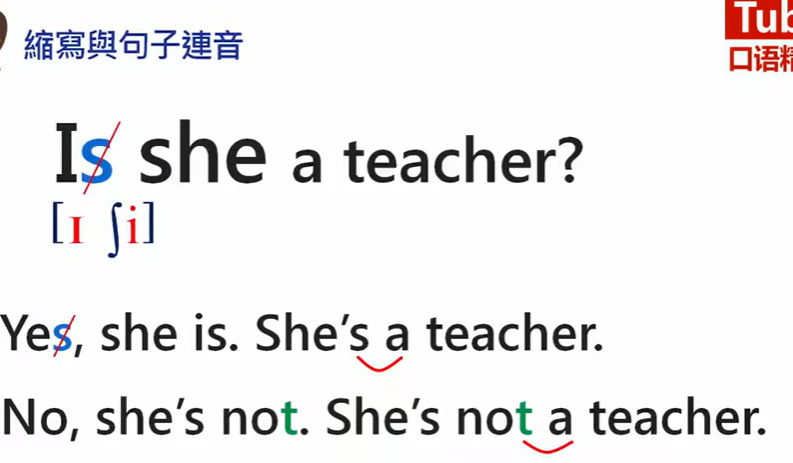 縮寫與句子連音
Tub
口语精
Is she a teacher?
[ɪ ʃi]
Yes, she is. She's a teacher.
No, she's not. She's not a teacher.